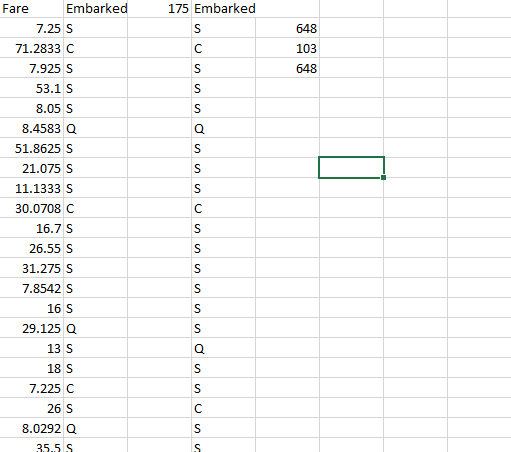 Fare Embarked 175 Embarked
7.25 S S 648
71.2833 C C 103
7.925 S S 648
53.1 S S
8.05 S S
8.4583 Q Q
51.8625 S S
21.075 S S
11.1333 S S
30.0708 C C
16.7 S S
26.55 S S
31.275 S S
7.8542 S S
16 S S
29.125 Q S
13 S Q
18 S S
7.225 C S
26 S C
8.0292 Q S
35.5 S S